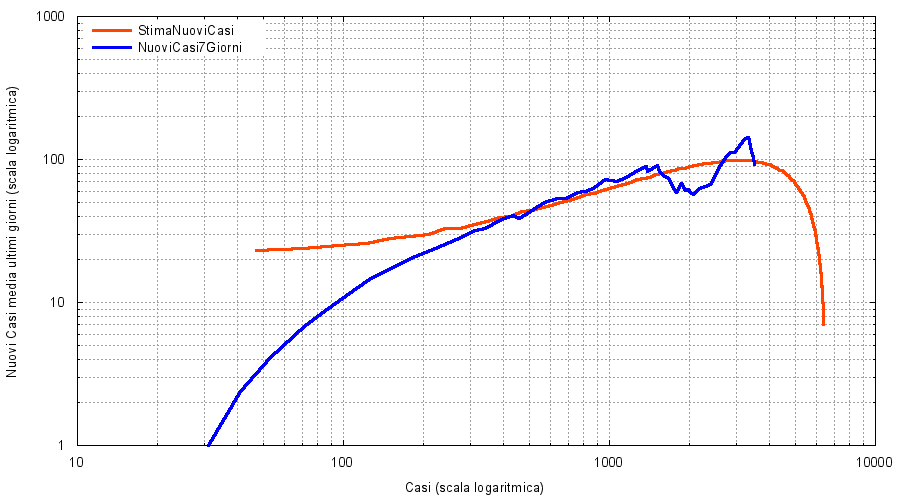 1000
StimaNuoviCasi
NuoviCasi7Giorni
100
10
1
10
100
1000
10000
Nuovi Casi media ultimi giorni (scala logaritmica)
Casi (scala logaritmica)